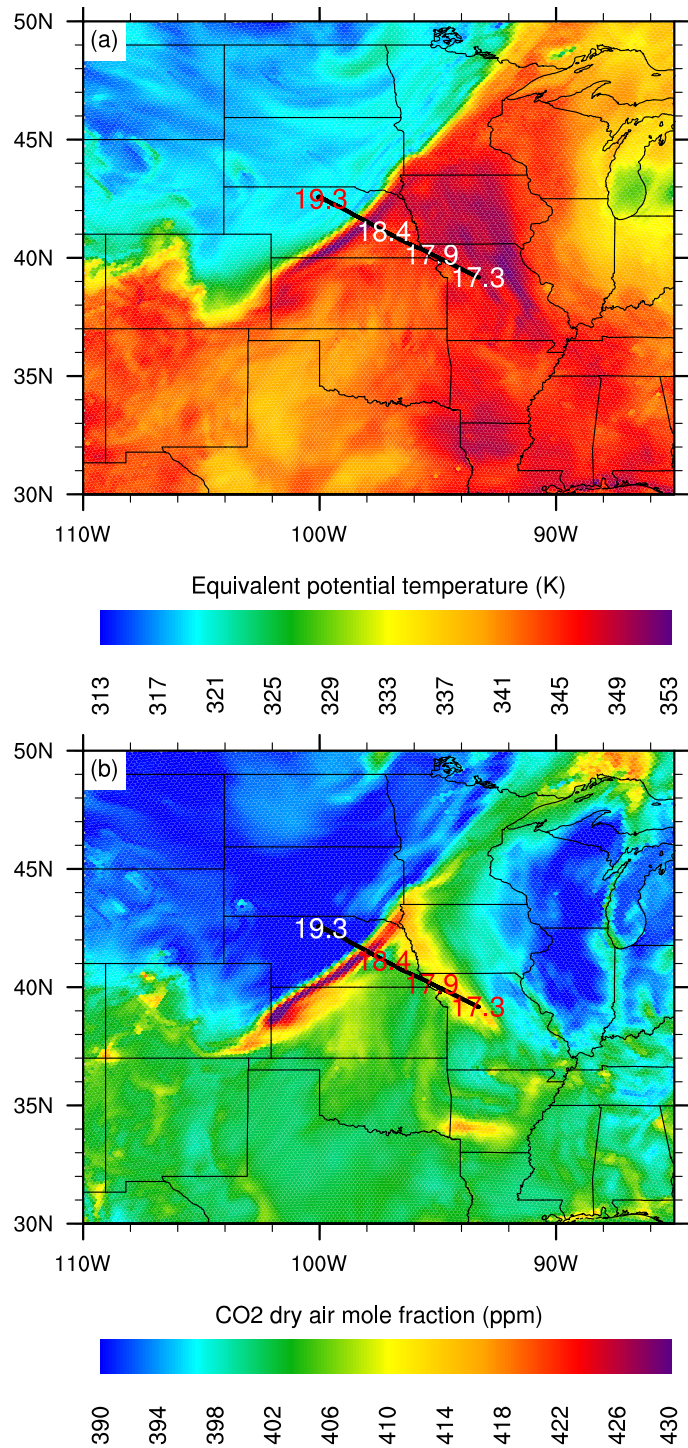 50N
(a)
45N
19.3
40N
18.4
17.9
17.3
35N
30N
110W 100W 90W
Equivalent potential temperature (K)
313 317 321 325 329 333 337 341 345 349 353
50N
(b)
45N
19.3
40N
18.4
17.9
17.3
35N
30N
110W 100W 90W
CO2 dry air mole fraction (ppm)
390 394 398 402 406 410 414 418 422 426 430